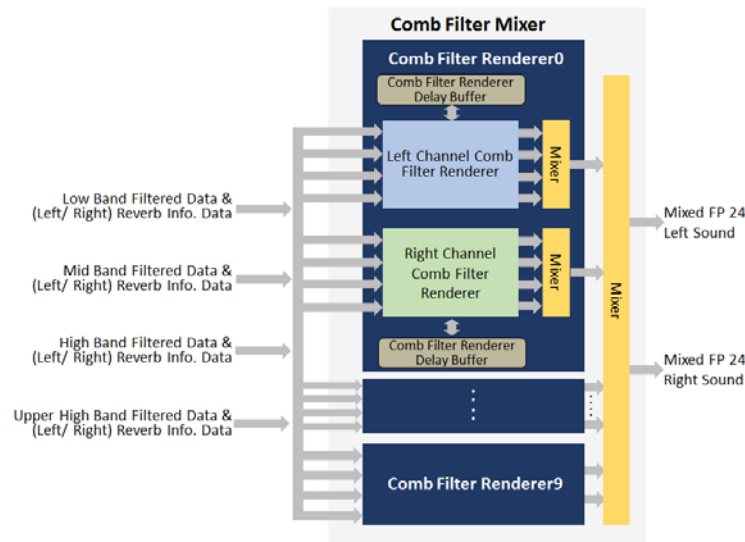 Comb Filter Mixer
Comb Filter Renderer0
Comb Filter Renderer
Delay Buffer
Left Channel Comb
Filter Renderer
Mixer
Right Channel
Comb Filter
Renderer
Mixer
Comb Filter Renderer
Delay Buffer
Comb Filter Renderer9
Mixer
Low Band Filtered Data &
(Left/ Right) Reverb Info. Data
Mid Band Filtered Data &
(Left/ Right) Reverb Info. Data
High Band Filtered Data &
(Left/ Right) Reverb Info. Data
Upper High Band Filtered Data &
(Left/ Right) Reverb Info. Data
Mixed FP 24
Left Sound
Mixed FP 24
Right Sound